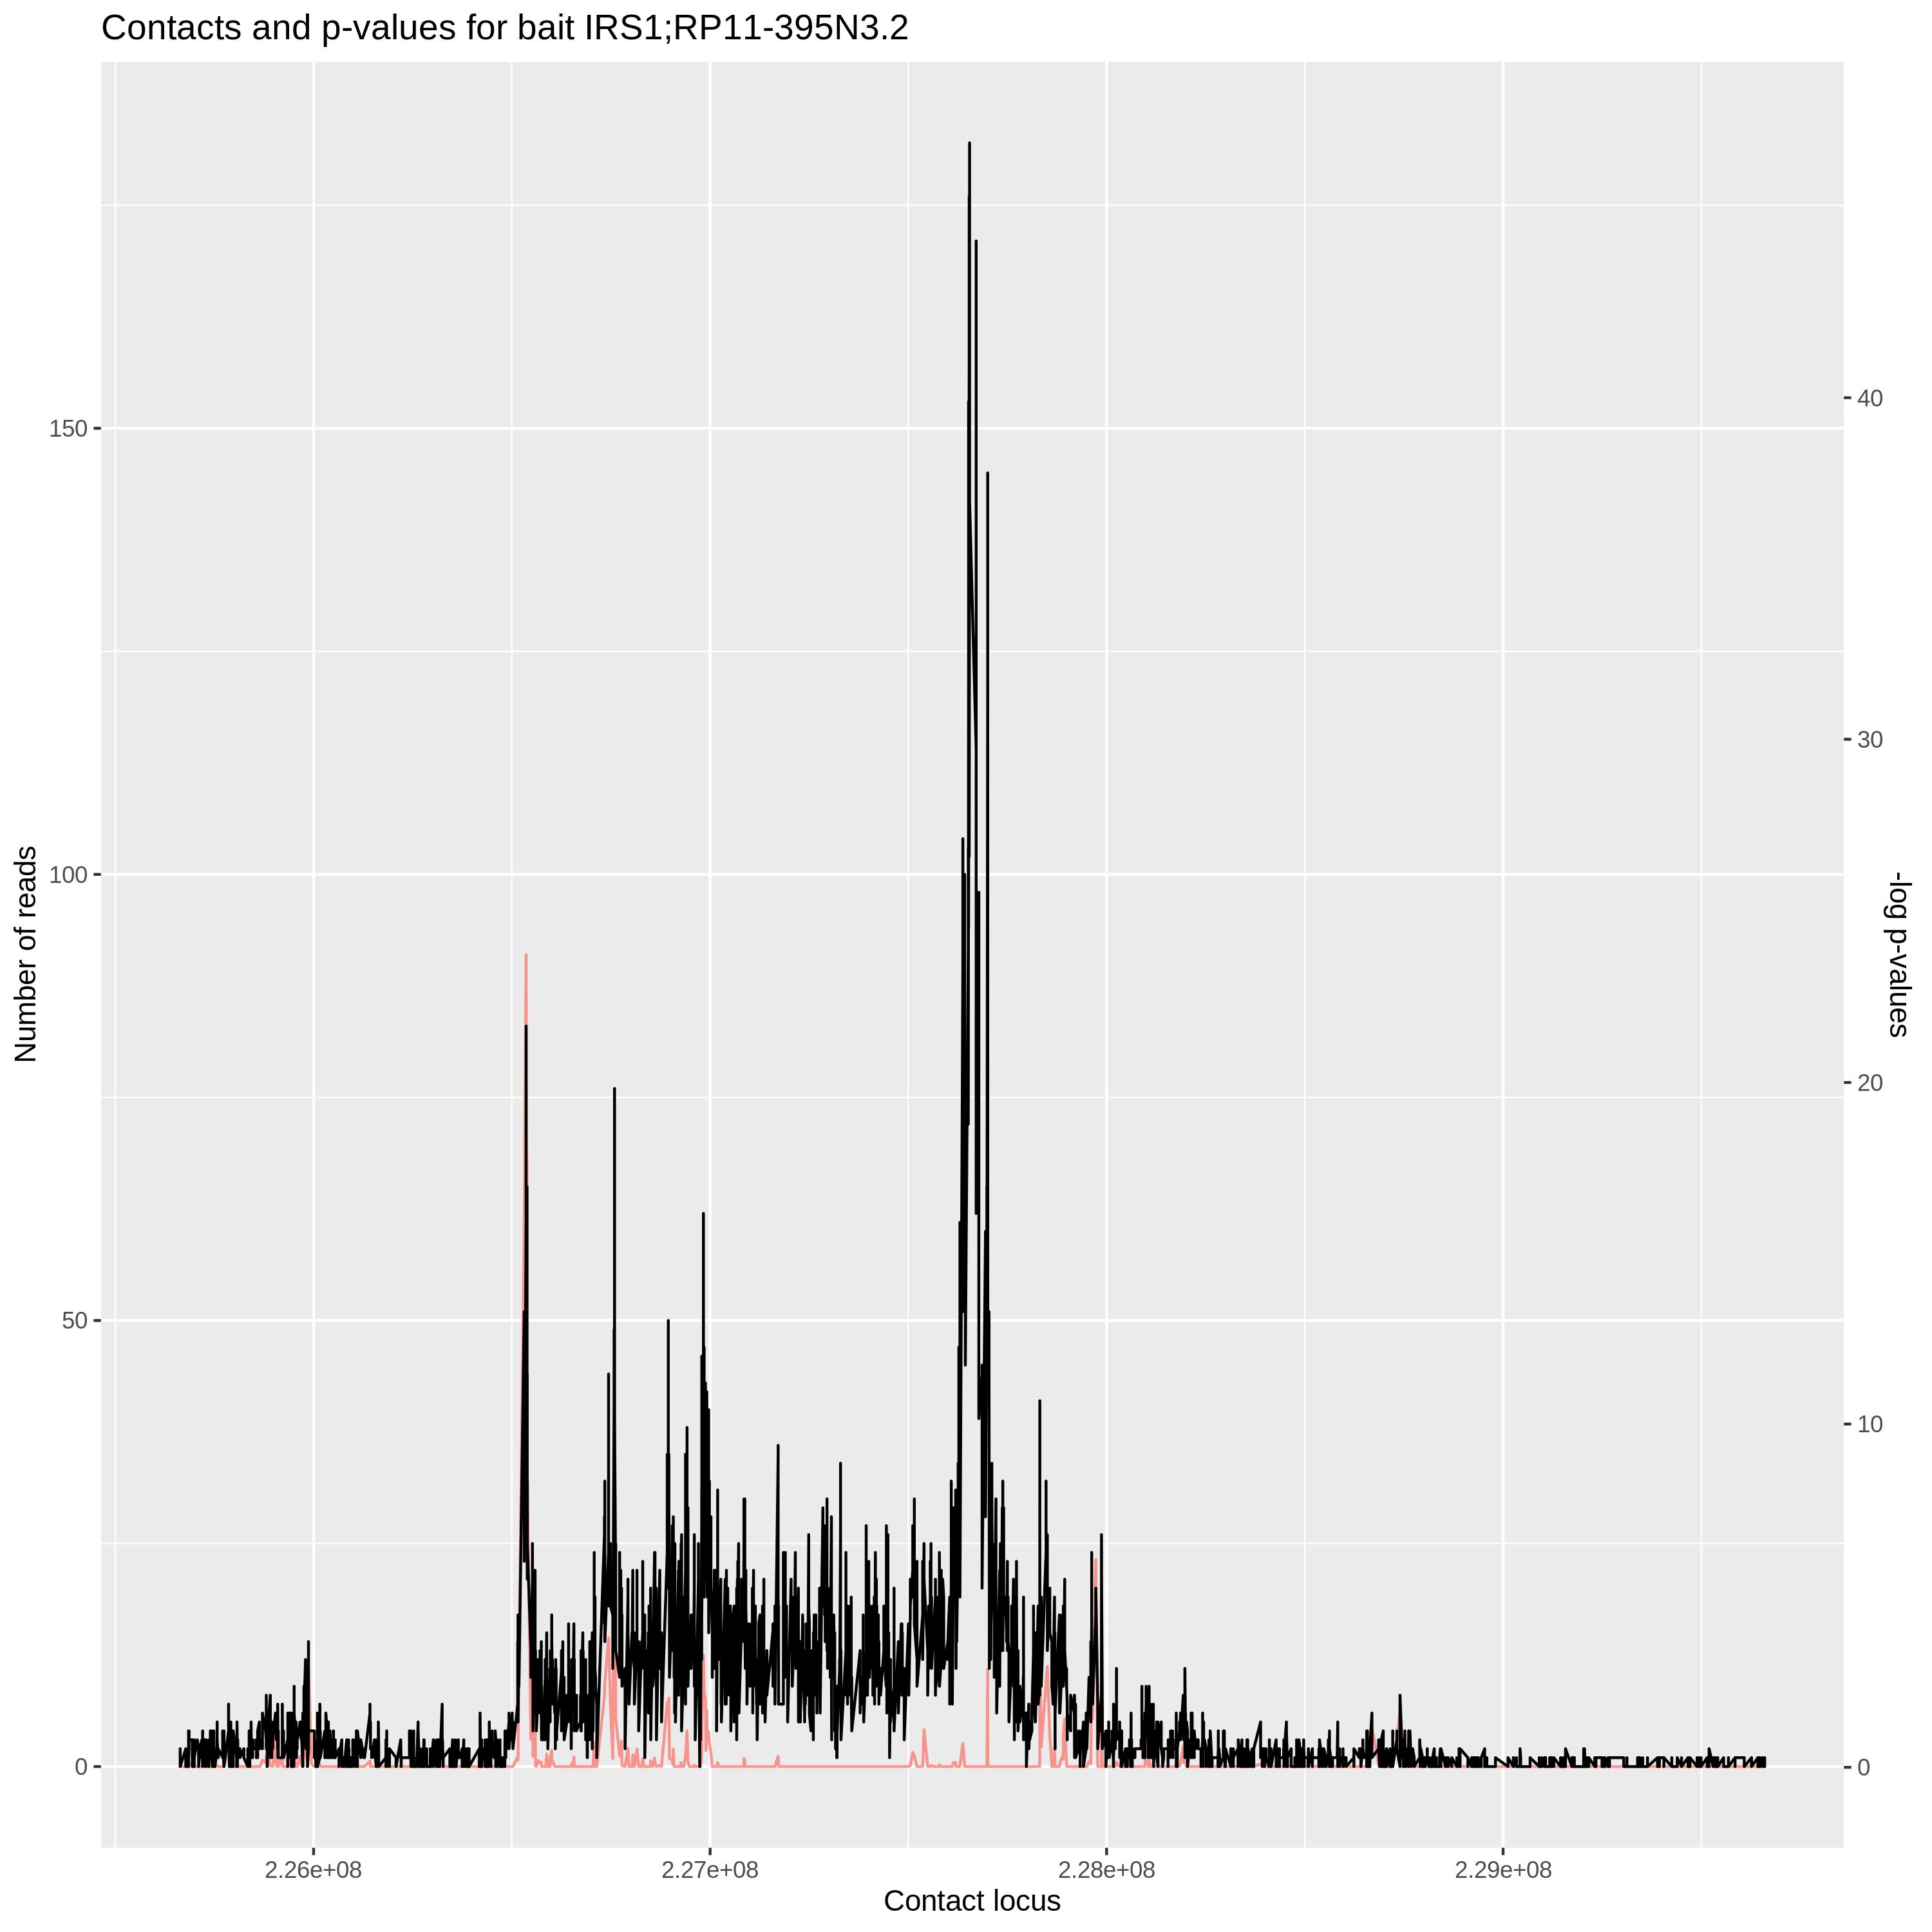 Contacts and p-values for bait IRS1;RP11-395N3.2
150
100
50
0
Number of reads
40
30
20
10
0
-log p-values
2.26e+08 2.27e+08 2.28e+08 2.29e+08
Contact locus